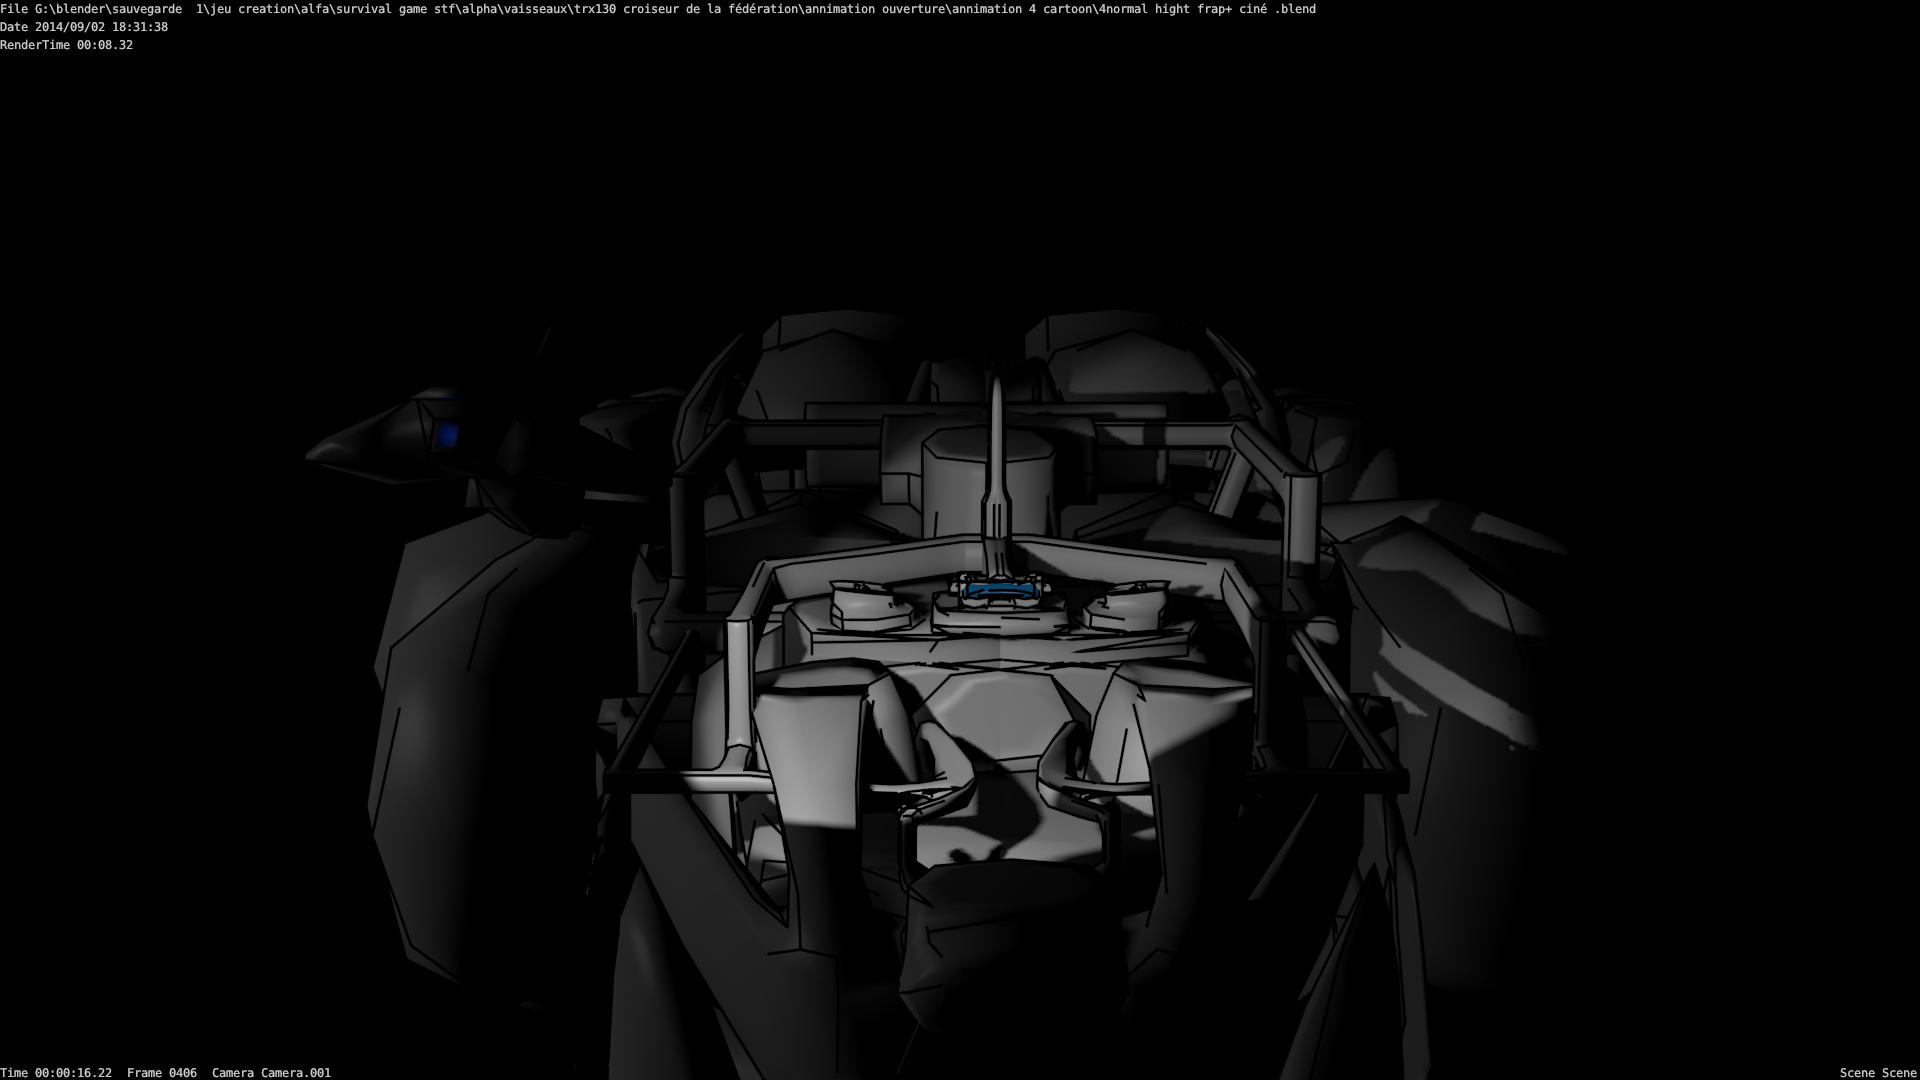 File G:\blender\sauvegarde  1\jeu creation\alfa\survival game stf\alpha\vaisseaux\trx130 croiseur de la fédération\annimation ouverture\annimation 4 cartoon\4normal hight frap+ ciné .blend
Date 2014/09/02 18:31:38
RenderTime 00:08.32
Time 00:00:16.22  Frame 0406  Camera Camera.001
Scene Scene